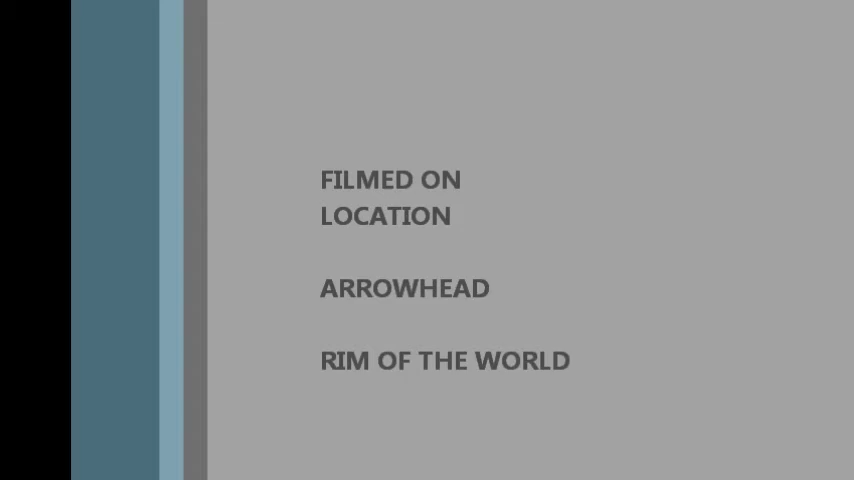 FILMED ON
LOCATION
ARROWHEAD
RIM OF THE WORLD